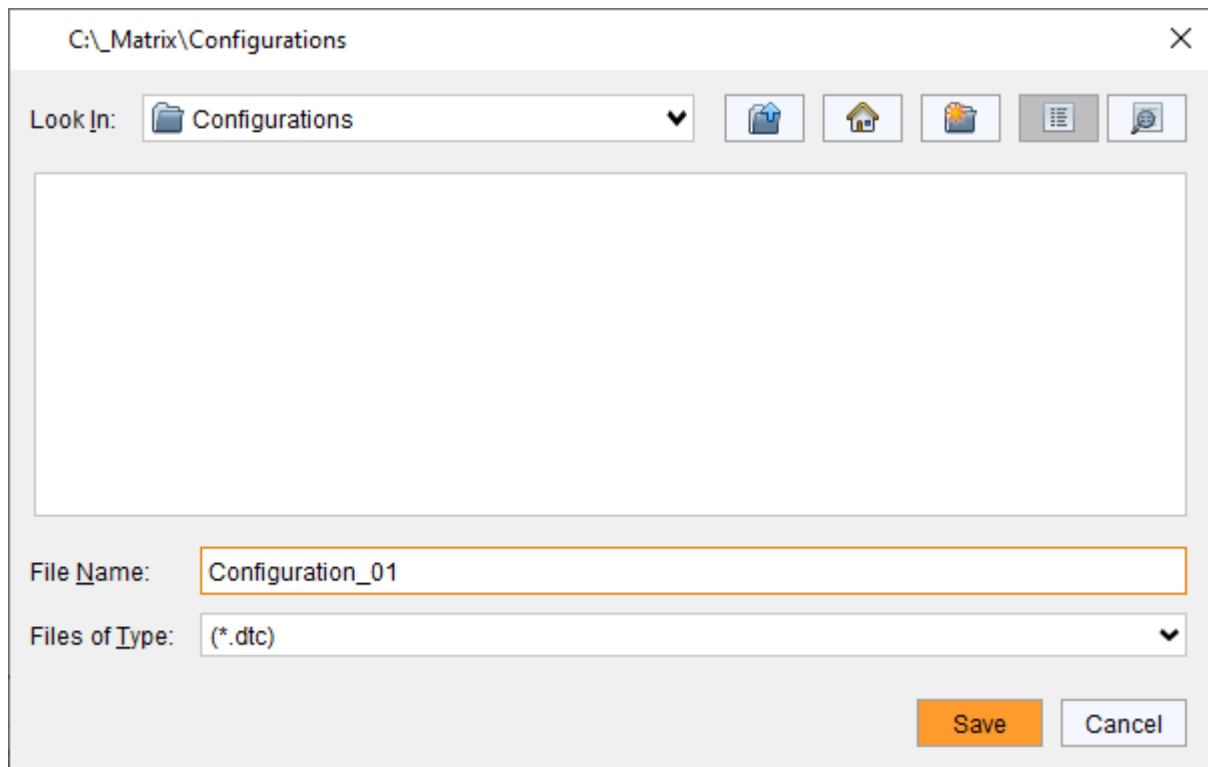 C:\_Matrix\Configurations
Look In: Configurations
File Name: Configuration_01
Files of Type: (*.dtc)
Save Cancel